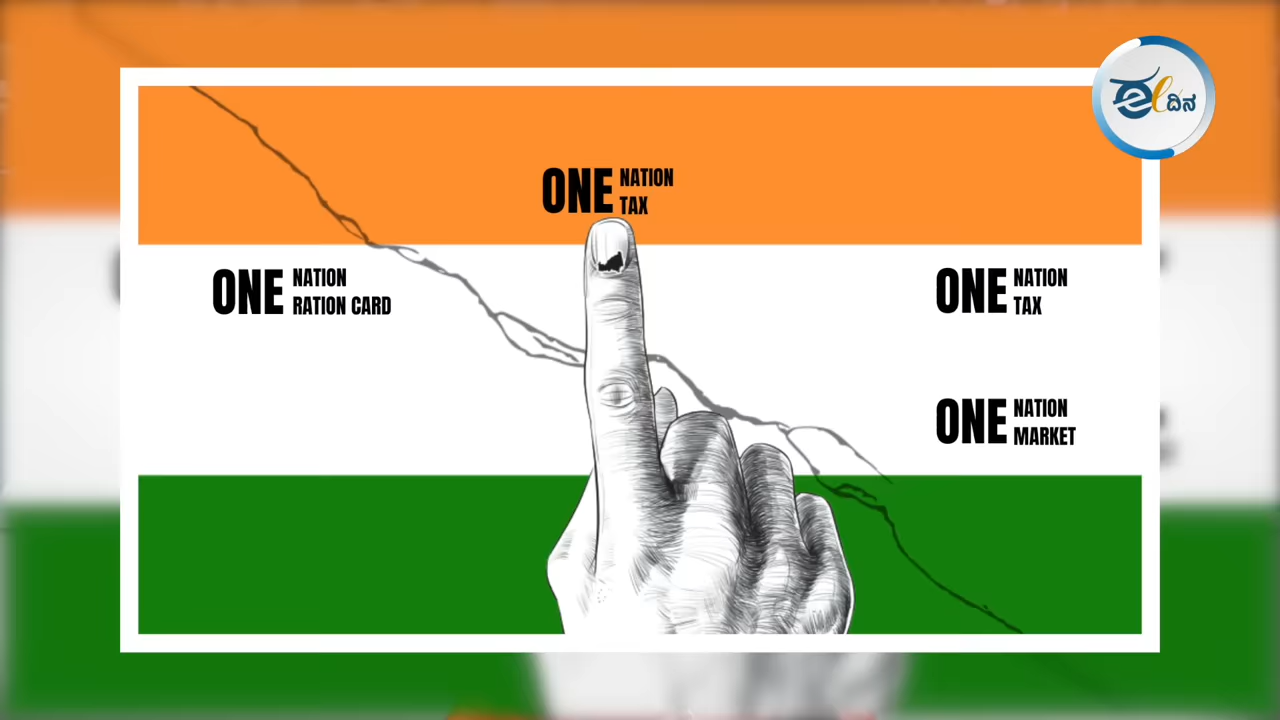 ಈ ದಿನ
ONE NATION TAX
ONE NATION RATION CARD
ONE NATION TAX
ONE NATION MARKET